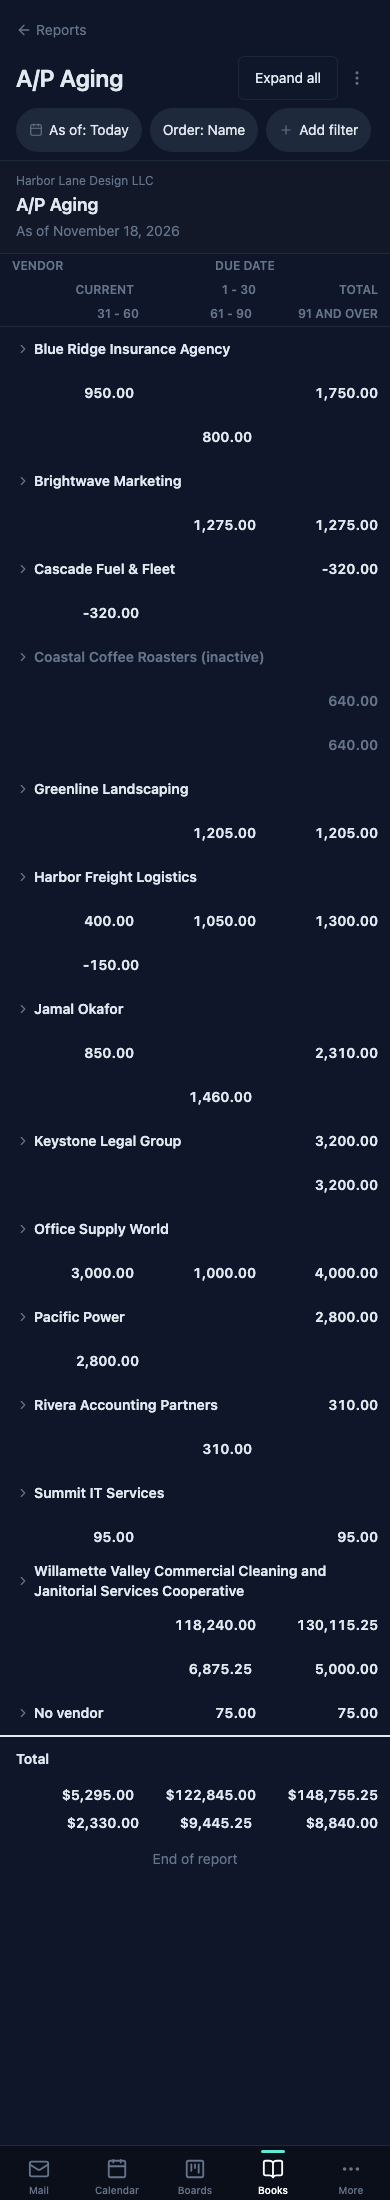 Reports
A/P Aging
Expand all
As of: Today
Order: Name
Add filter
Harbor Lane Design LLC
A/P Aging
As of November 18, 2026
VENDOR DUE DATE
CURRENT 1 - 30 TOTAL
31 - 60 61 - 90 91 AND OVER
Blue Ridge Insurance Agency
950.00 1,750.00
800.00
Brightwave Marketing
1,275.00 1,275.00
Cascade Fuel & Fleet -320.00
-320.00
Coastal Coffee Roasters (inactive)
640.00
640.00
Greenline Landscaping
1,205.00 1,205.00
Harbor Freight Logistics
400.00 1,050.00 1,300.00
-150.00
Jamal Okafor
850.00 2,310.00
1,460.00
Keystone Legal Group 3,200.00
3,200.00
Office Supply World
3,000.00 1,000.00 4,000.00
Pacific Power 2,800.00
2,800.00
Rivera Accounting Partners 310.00
310.00
Summit IT Services
95.00 95.00
Willamette Valley Commercial Cleaning and
Janitorial Services Cooperative
118,240.00 130,115.25
6,875.25 5,000.00
No vendor 75.00 75.00
Total
$5,295.00 $122,845.00 $148,755.25
$2,330.00 $9,445.25 $8,840.00
End of report
Mail Calendar Boards Books More